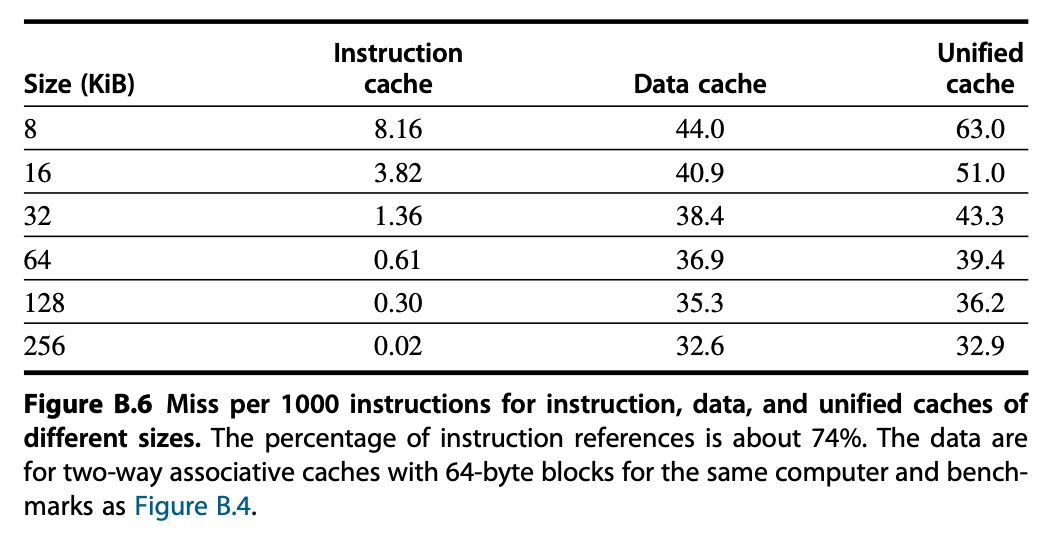 Size (KiB) Instruction cache Data cache Unified cache
8 8.16 44.0 63.0
16 3.82 40.9 51.0
32 1.36 38.4 43.3
64 0.61 36.9 39.4
128 0.30 35.3 36.2
256 0.02 32.6 32.9
Figure B.6 Miss per 1000 instructions for instruction, data, and unified caches of
different sizes. The percentage of instruction references is about 74%. The data are
for two-way associative caches with 64-byte blocks for the same computer and bench-
marks as Figure B.4.